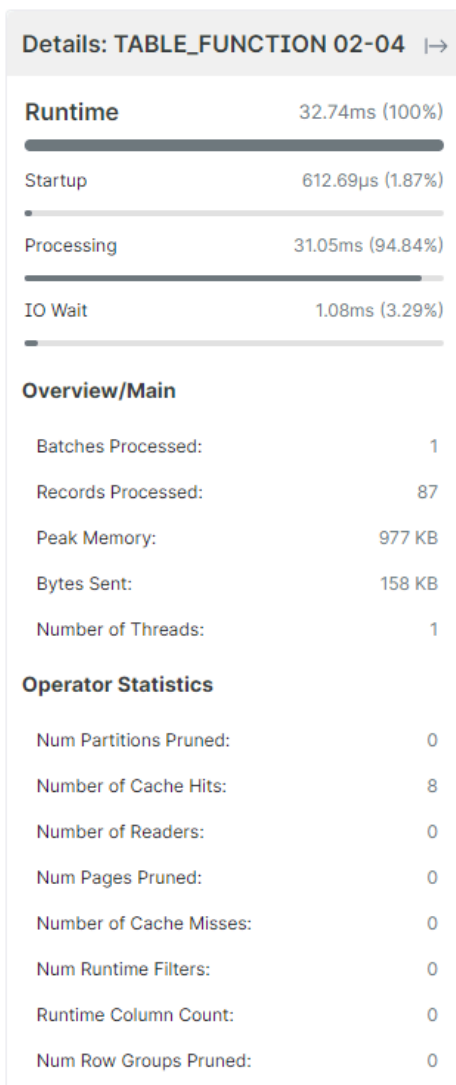 Details: TABLE_FUNCTION 02-04
Runtime 32.74ms (100%)
Startup 612.69µs (1.87%)
Processing 31.05ms (94.84%)
IO Wait 1.08ms (3.29%)
Overview/Main
Batches Processed: 1
Records Processed: 87
Peak Memory: 977 KB
Bytes Sent: 158 KB
Number of Threads: 1
Operator Statistics
Num Partitions Pruned: 0
Number of Cache Hits: 8
Number of Readers: 0
Num Pages Pruned: 0
Number of Cache Misses: 0
Num Runtime Filters: 0
Runtime Column Count: 0
Num Row Groups Pruned: 0